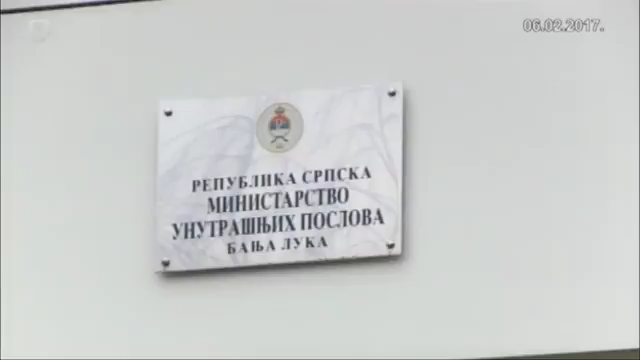 06.02.2017.
РЕПУБЛИКА СРПСКА
МИНИСТАРСТВО
УНУТРАШЊИХ ПОСЛОВА
БАЊА ЛУКА